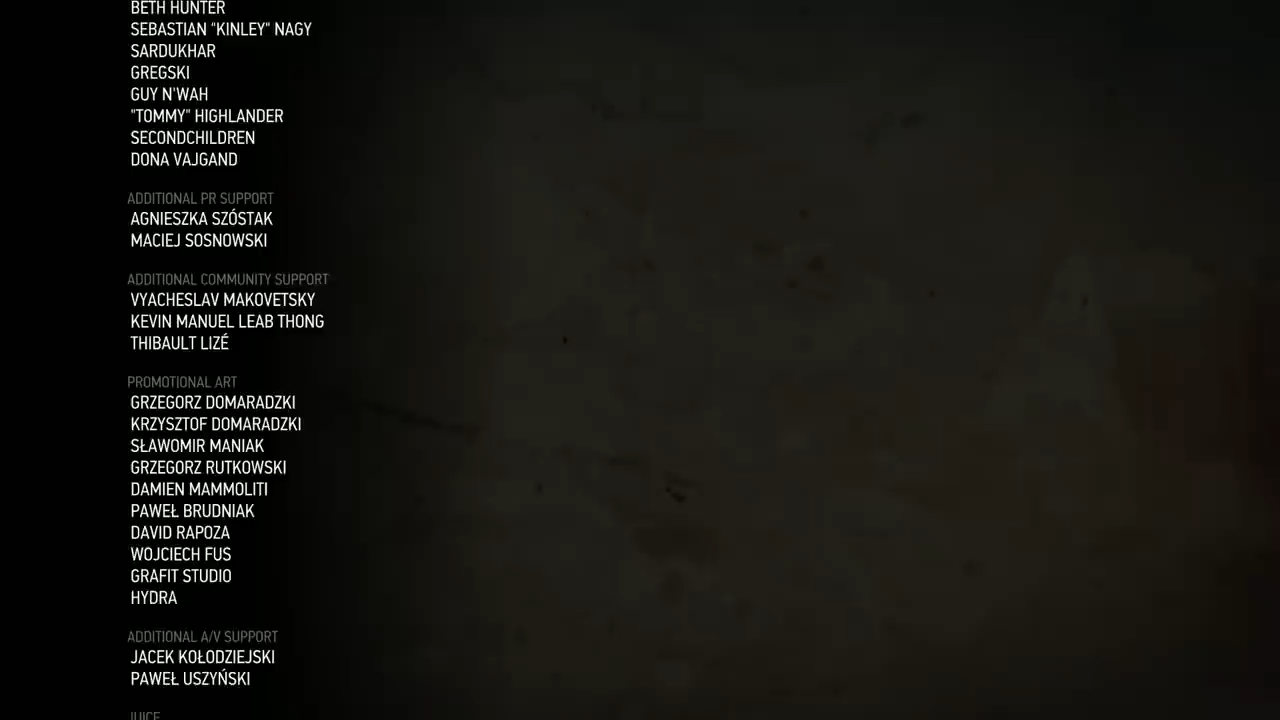 BETH HUNTER
SEBASTIAN "KINLEY" NAGY
SARDUKHAR
GREGSKI
GUY N'WAH
"TOMMY" HIGHLANDER
SECONDCHILDREN
DONA VAJGAND
ADDITIONAL PR SUPPORT
AGNIESZKA SZÓSTAK
MACIEJ SOSNOWSKI
ADDITIONAL COMMUNITY SUPPORT
VYACHESLAV MAKOVETSKY
KEVIN MANUEL LEAB THONG
THIBAULT LIZÉ
PROMOTIONAL ART
GRZEGORZ DOMARADZKI
KRZYSZTOF DOMARADZKI
SŁAWOMIR MANIAK
GRZEGORZ RUTKOWSKI
DAMIEN MAMMOLITI
PAWEŁ BRUDNIAK
DAVID RAPOZA
WOJCIECH FUS
GRAFIT STUDIO
HYDRA
ADDITIONAL A/V SUPPORT
JACEK KOŁODZIEJSKI
PAWEŁ USZYŃSKI
JUICE